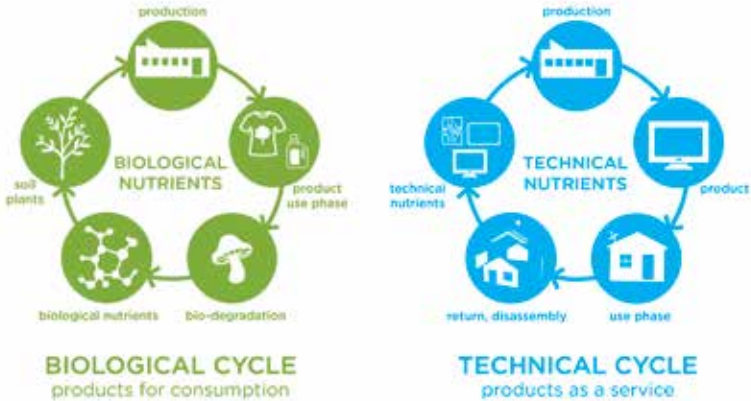 production
BIOLOGICAL
NUTRIENTS
soil
plants
product
use phase
biological nutrients
bio-degradation
BIOLOGICAL CYCLE
products for consumption
production
TECHNICAL
NUTRIENTS
technical
nutrients
product
return, disassembly
use phase
TECHNICAL CYCLE
products as a service